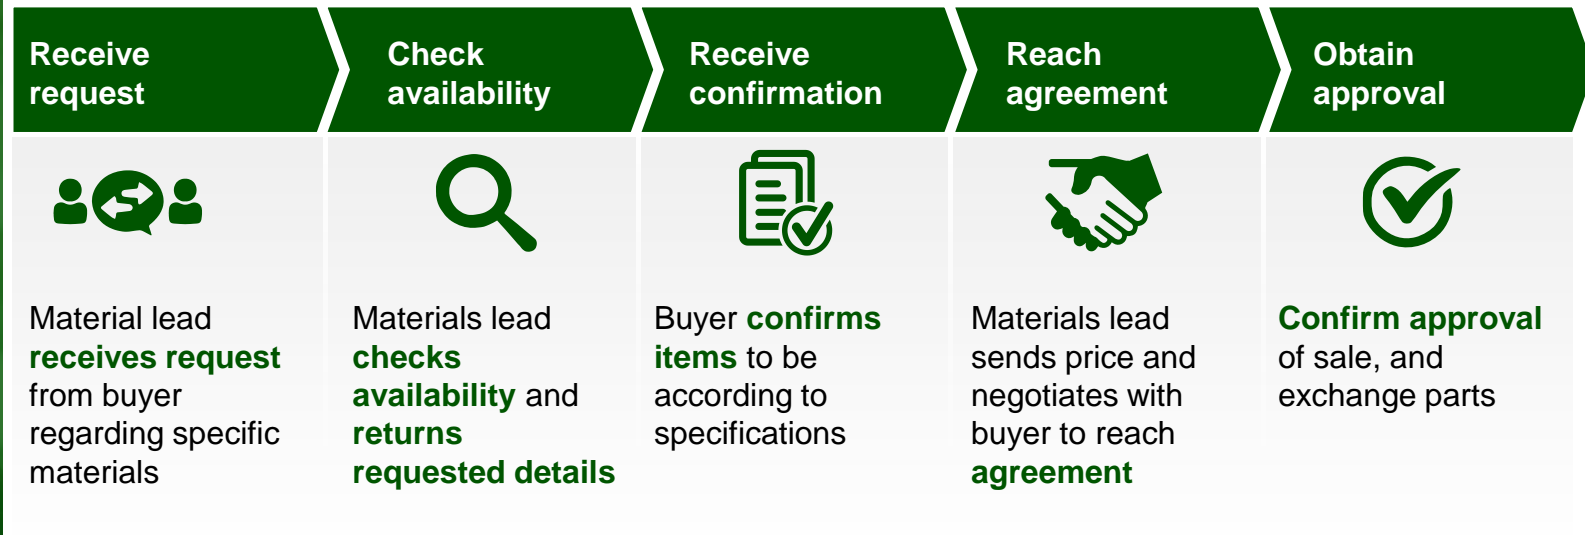 Receive
request
Check
availability
Receive
confirmation
Reach
agreement
Obtain
approval
Material lead
receives request
from buyer
regarding specific
materials
Materials lead
checks
availability and
returns
requested details
Buyer confirms
items to be
according to
specifications
Materials lead
sends price and
negotiates with
buyer to reach
agreement
Confirm approval
of sale, and
exchange parts